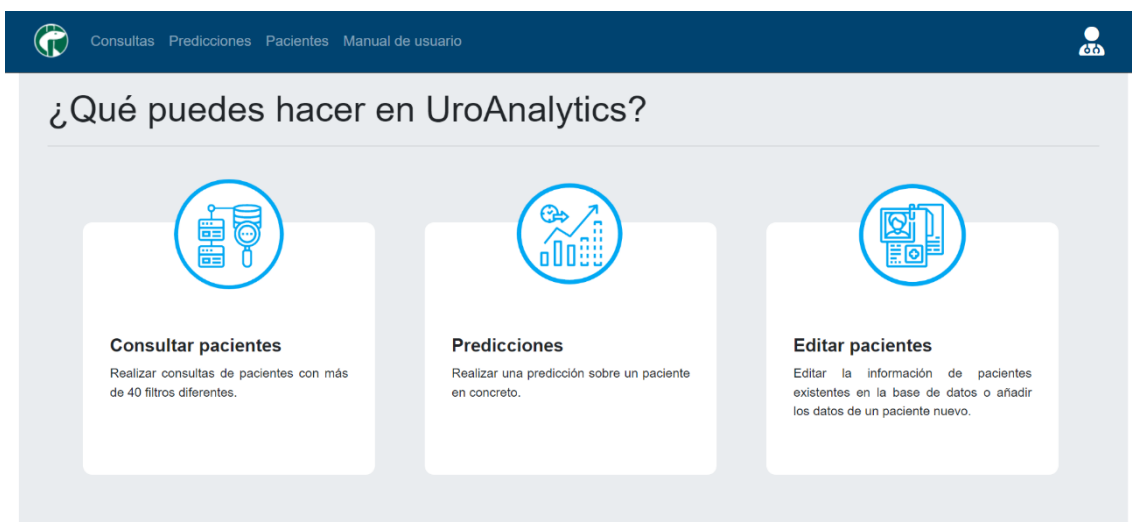 Consultas Predicciones Pacientes Manual de usuario
¿Qué puedes hacer en UroAnalytics?
Consultar pacientes
Realizar consultas de pacientes con más
de 40 filtros diferentes.
Predicciones
Realizar una predicción sobre un paciente
en concreto.
Editar pacientes
Editar la información de pacientes
existentes en la base de datos o añadir
los datos de un paciente nuevo.